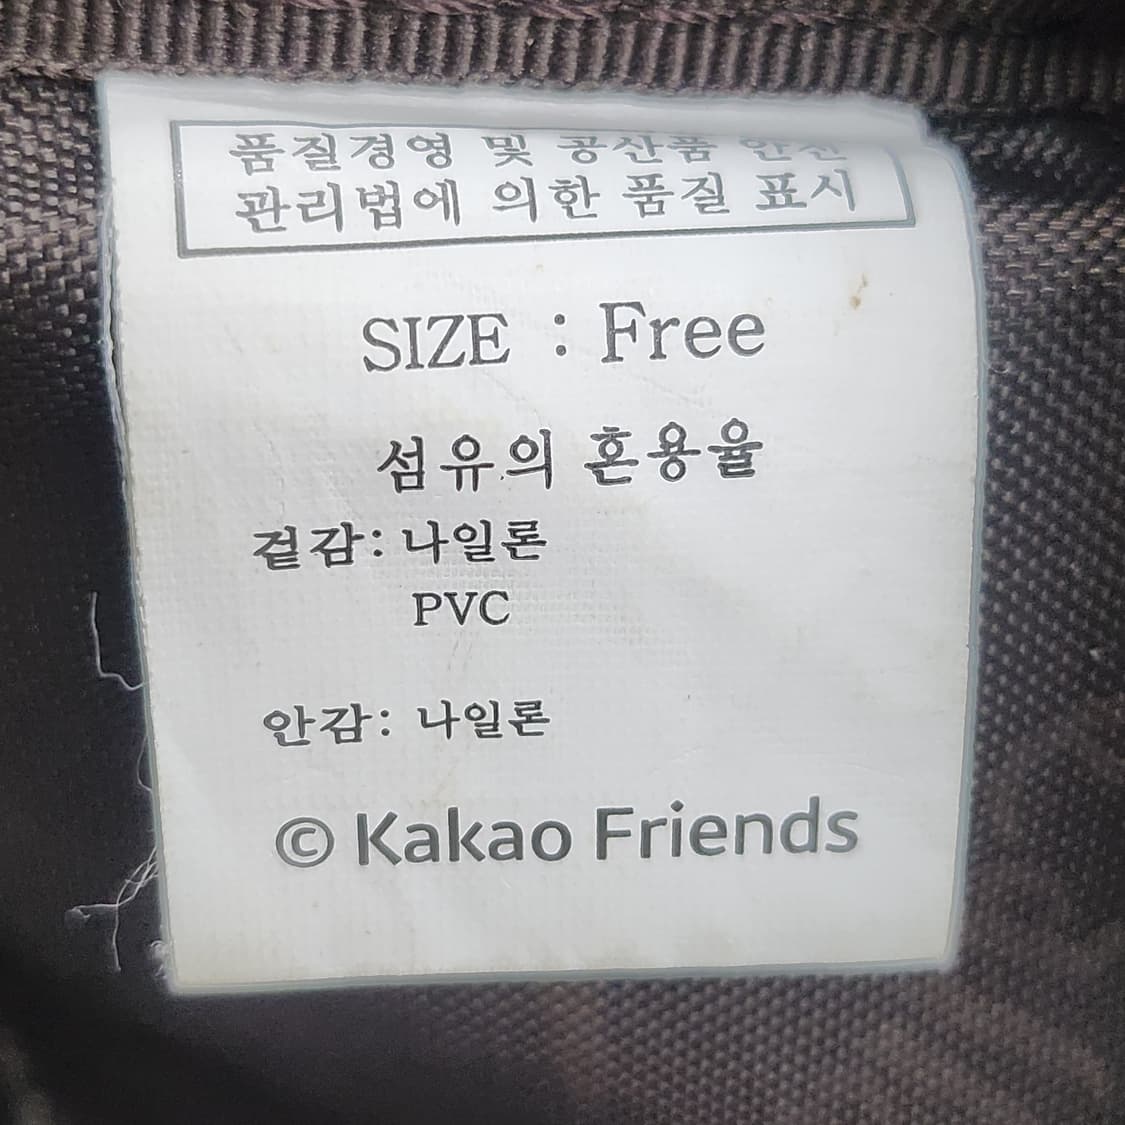 품질경영 및 공산품 안전
관리법에 의한 품질 표시
SIZE : Free
섬유의 혼용율
겉감: 나일론
PVC
안감: 나일론
© Kakao Friends